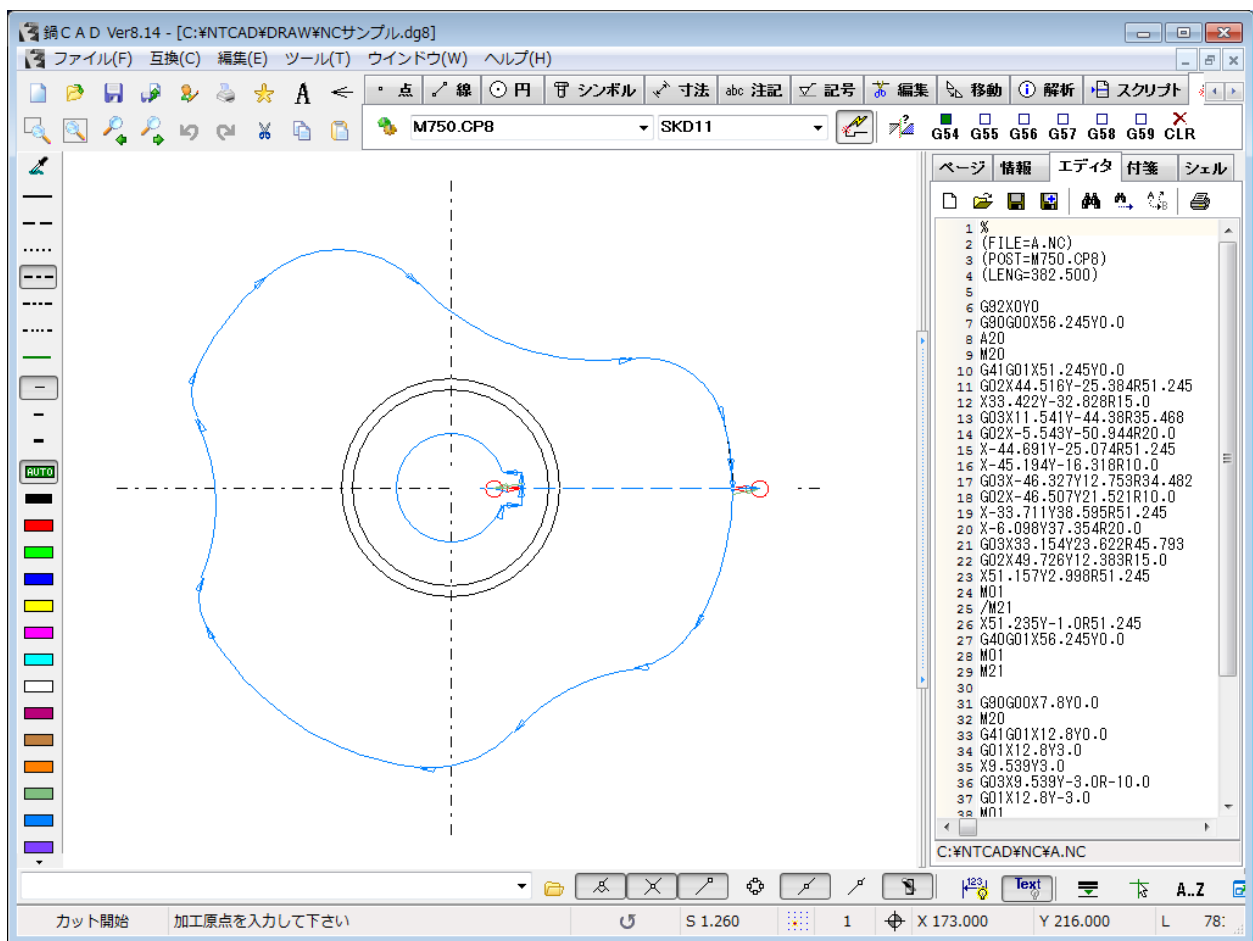 鍋CAD Ver8.14 - [C:¥NTCAD¥DRAW¥NCサンプル.dg8]
ファイル(F) 互換(C) 編集(E) ツール(T) ウインドウ(W) ヘルプ(H)
点 線 円 シンボル 寸法 abc 注記 記号 編集 移動 解析 スクリプト
M750.CP8 SKD11 G54 G55 G56 G57 G58 G59 CLR
ページ 情報 エディタ 付箋 シェル
AUTO
1 %
2 (FILE=A.NC)
3 (POST=M750.CP8)
4 (LENG=382.500)
5
6 G92X0Y0
7 G90G00X56.245Y0.0
8 A20
9 M20
10 G41G01X51.245Y0.0
11 G02X44.516Y-25.384R51.245
12 X33.422Y-32.828R15.0
13 G03X11.541Y-44.38R35.468
14 G02X-5.543Y-50.944R20.0
15 X-44.691Y-25.074R51.245
16 X-45.194Y-16.318R10.0
17 G03X-46.327Y12.753R34.482
18 G02X-46.507Y21.521R10.0
19 X-33.711Y38.595R51.245
20 X-6.098Y37.354R20.0
21 G03X33.154Y23.622R45.793
22 G02X49.726Y12.383R15.0
23 X51.157Y2.998R51.245
24 M01
25 /M21
26 X51.235Y-1.0R51.245
27 G40G01X56.245Y0.0
28 M01
29 M21
30
31 G90G00X7.8Y0.0
32 M20
33 G41G01X12.8Y0.0
34 G01X12.8Y3.0
35 X9.539Y3.0
36 G03X9.539Y-3.0R-10.0
37 G01X12.8Y-3.0
38 M01
C:¥NTCAD¥NC¥A.NC
123 Text A..Z
カット開始 加工原点を入力して下さい S 1.260 1 X 173.000 Y 216.000 L 78: